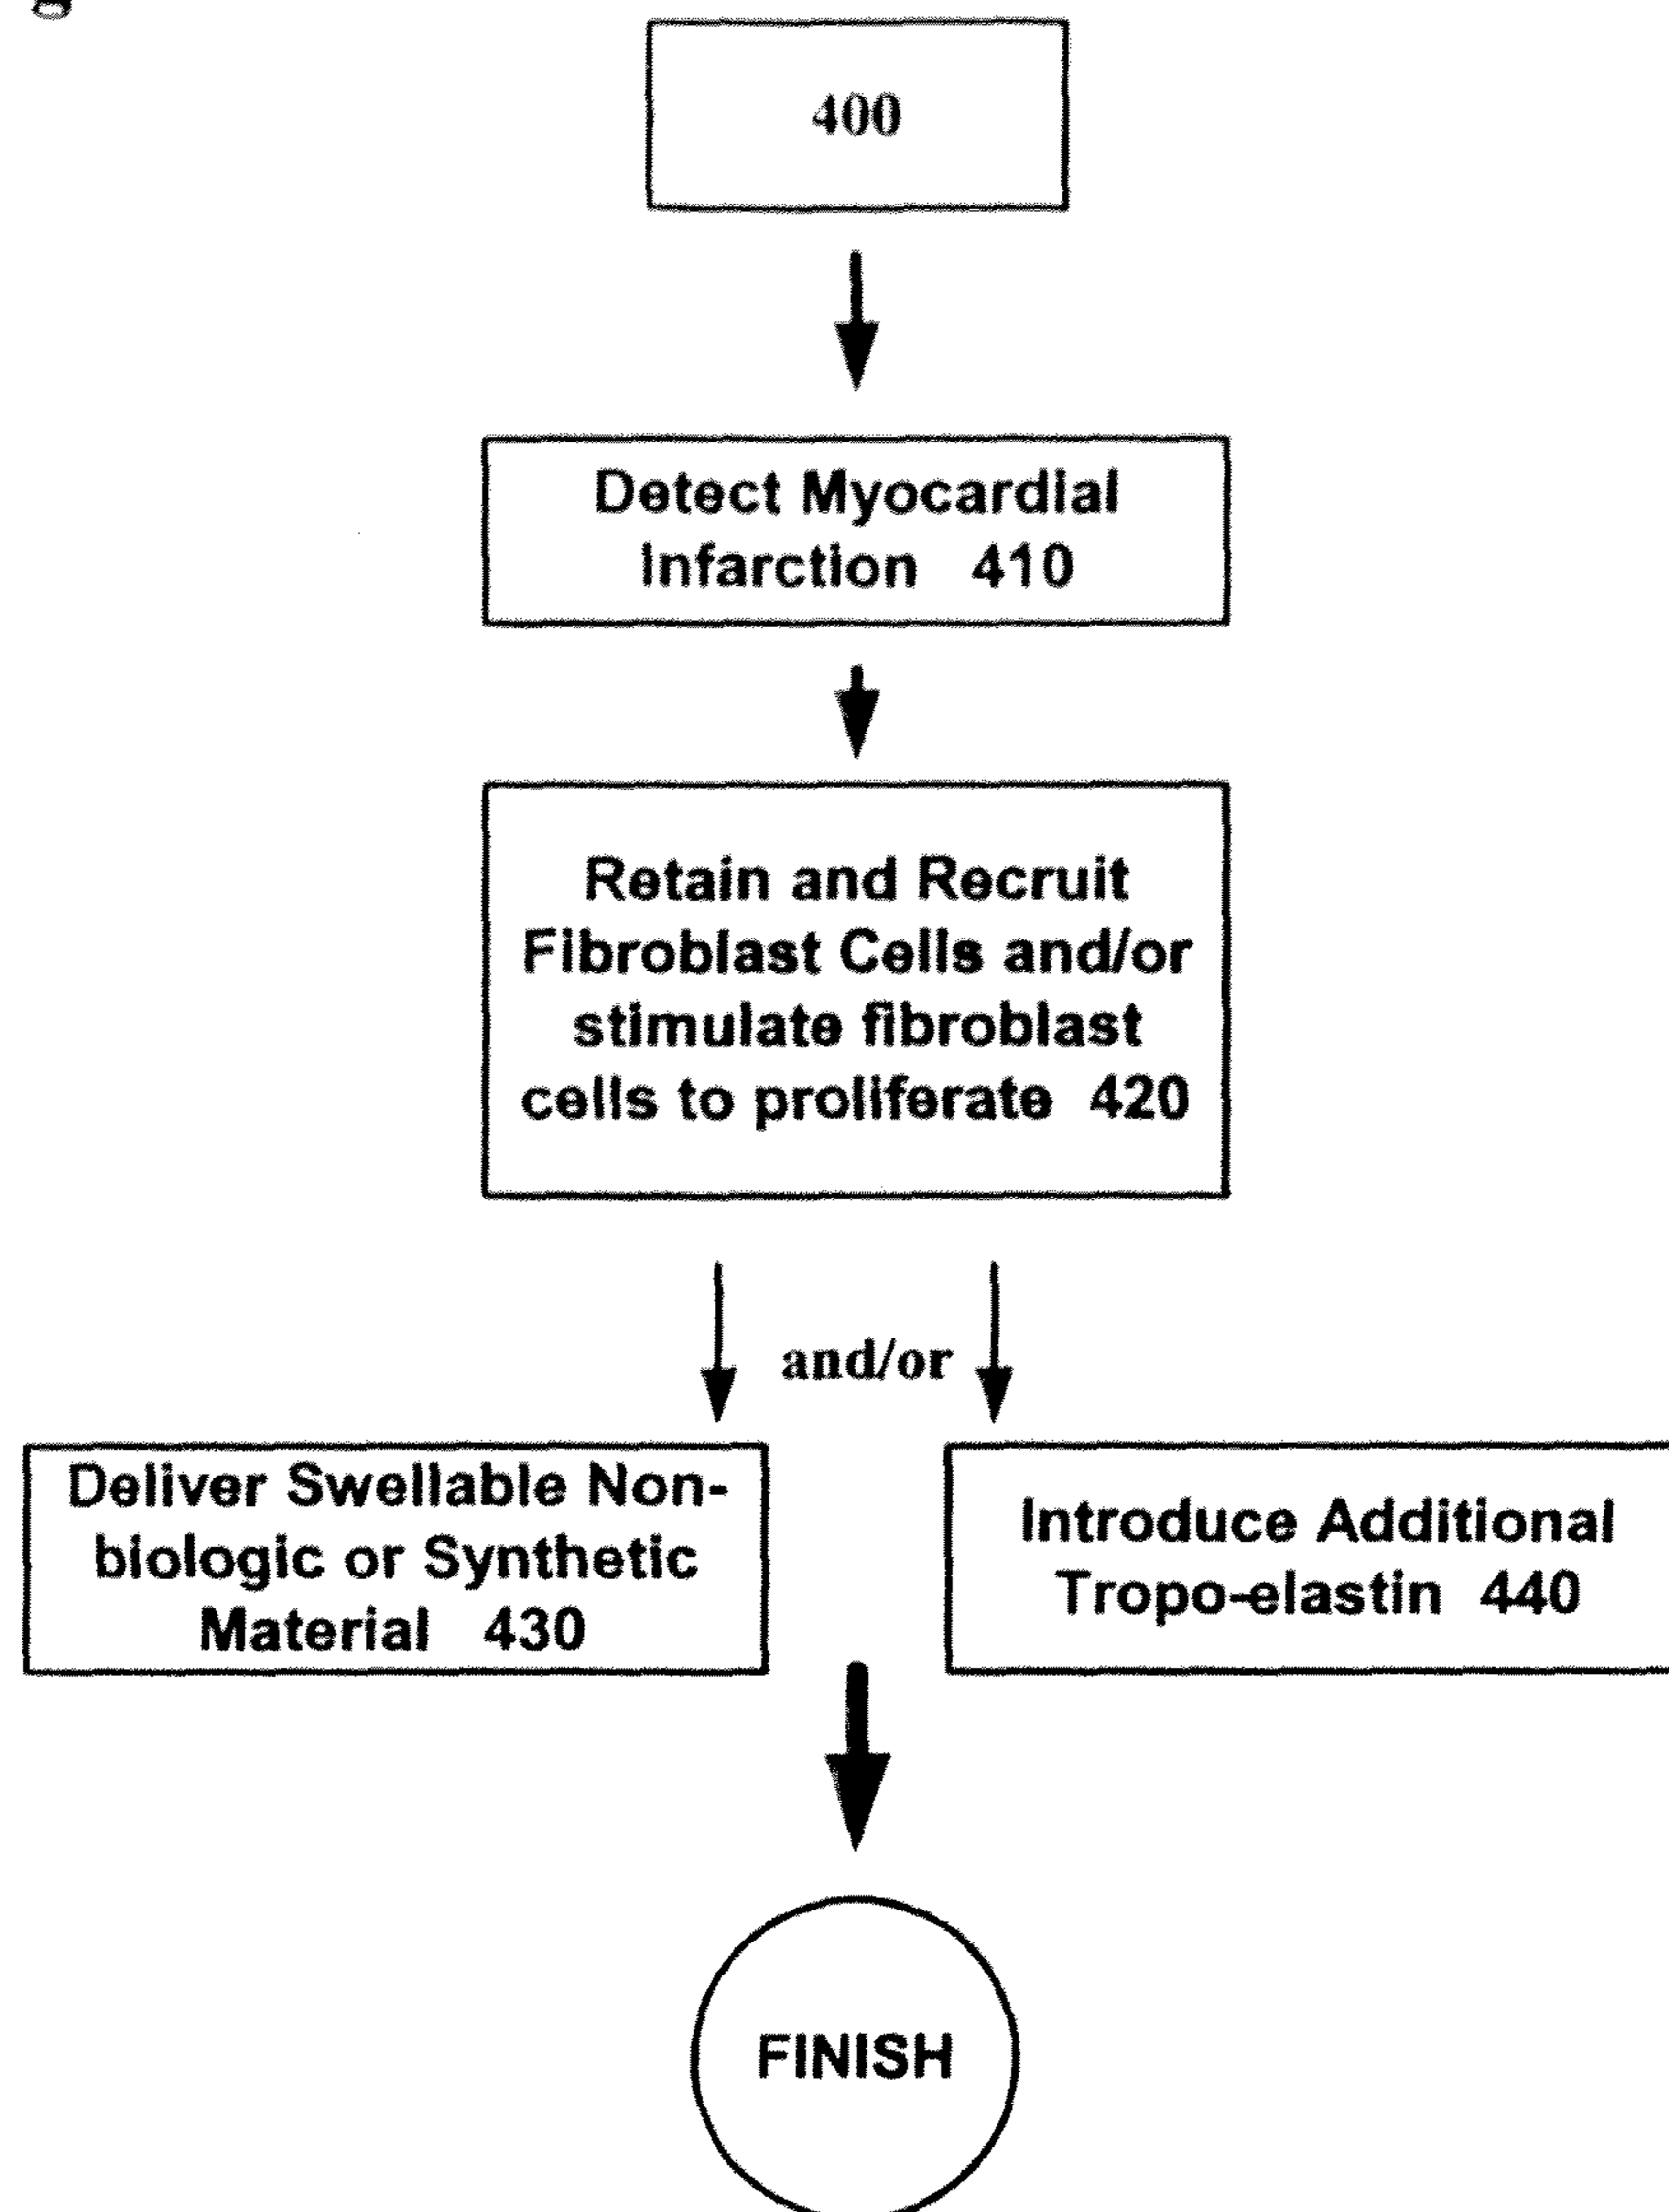 400
Detect Myocardial
Infarction 410
Retain and Recruit
Fibroblast Cells and/or
stimulate fibroblast
cells to proliferate 420
and/or
Deliver Swellable Non-
biologic or Synthetic
Material 430
Introduce Additional
Tropo-elastin 440
FINISH